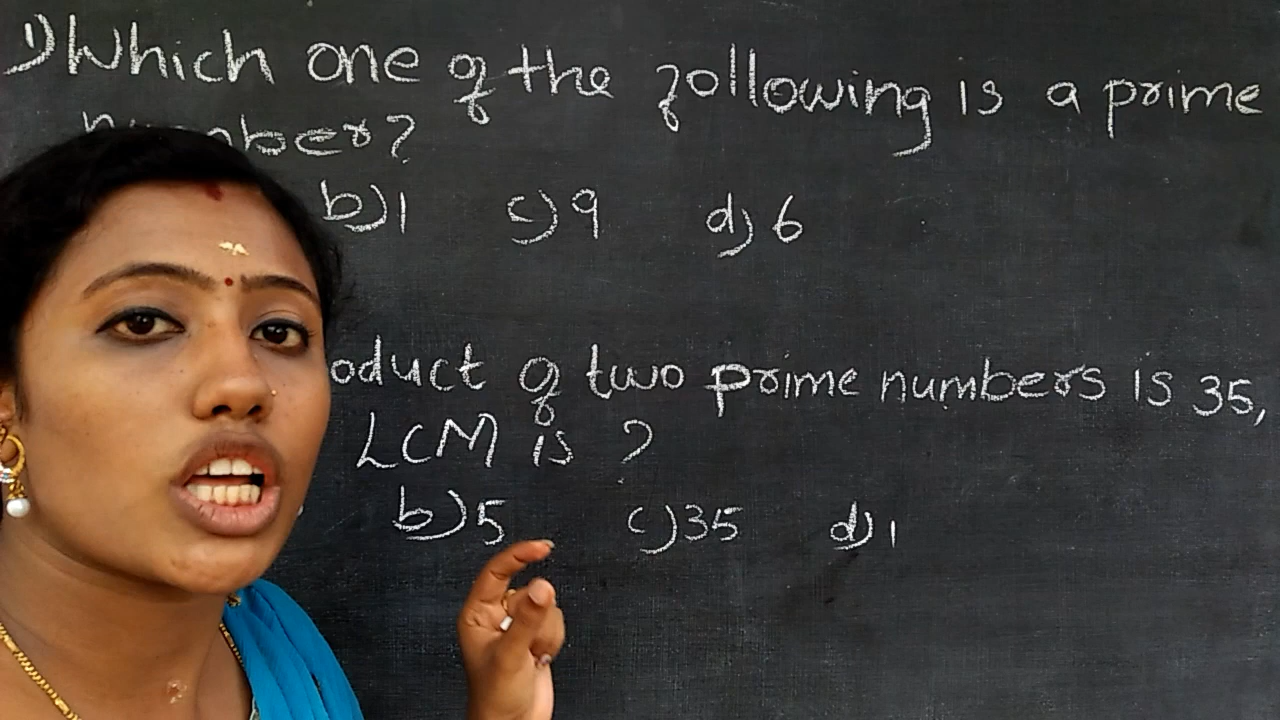 1) Which one of the following is a prime
number?
b) 1 c) 9 d) 6
oduct of two prime numbers is 35,
LCM is ?
b) 5 c) 35 d) 1